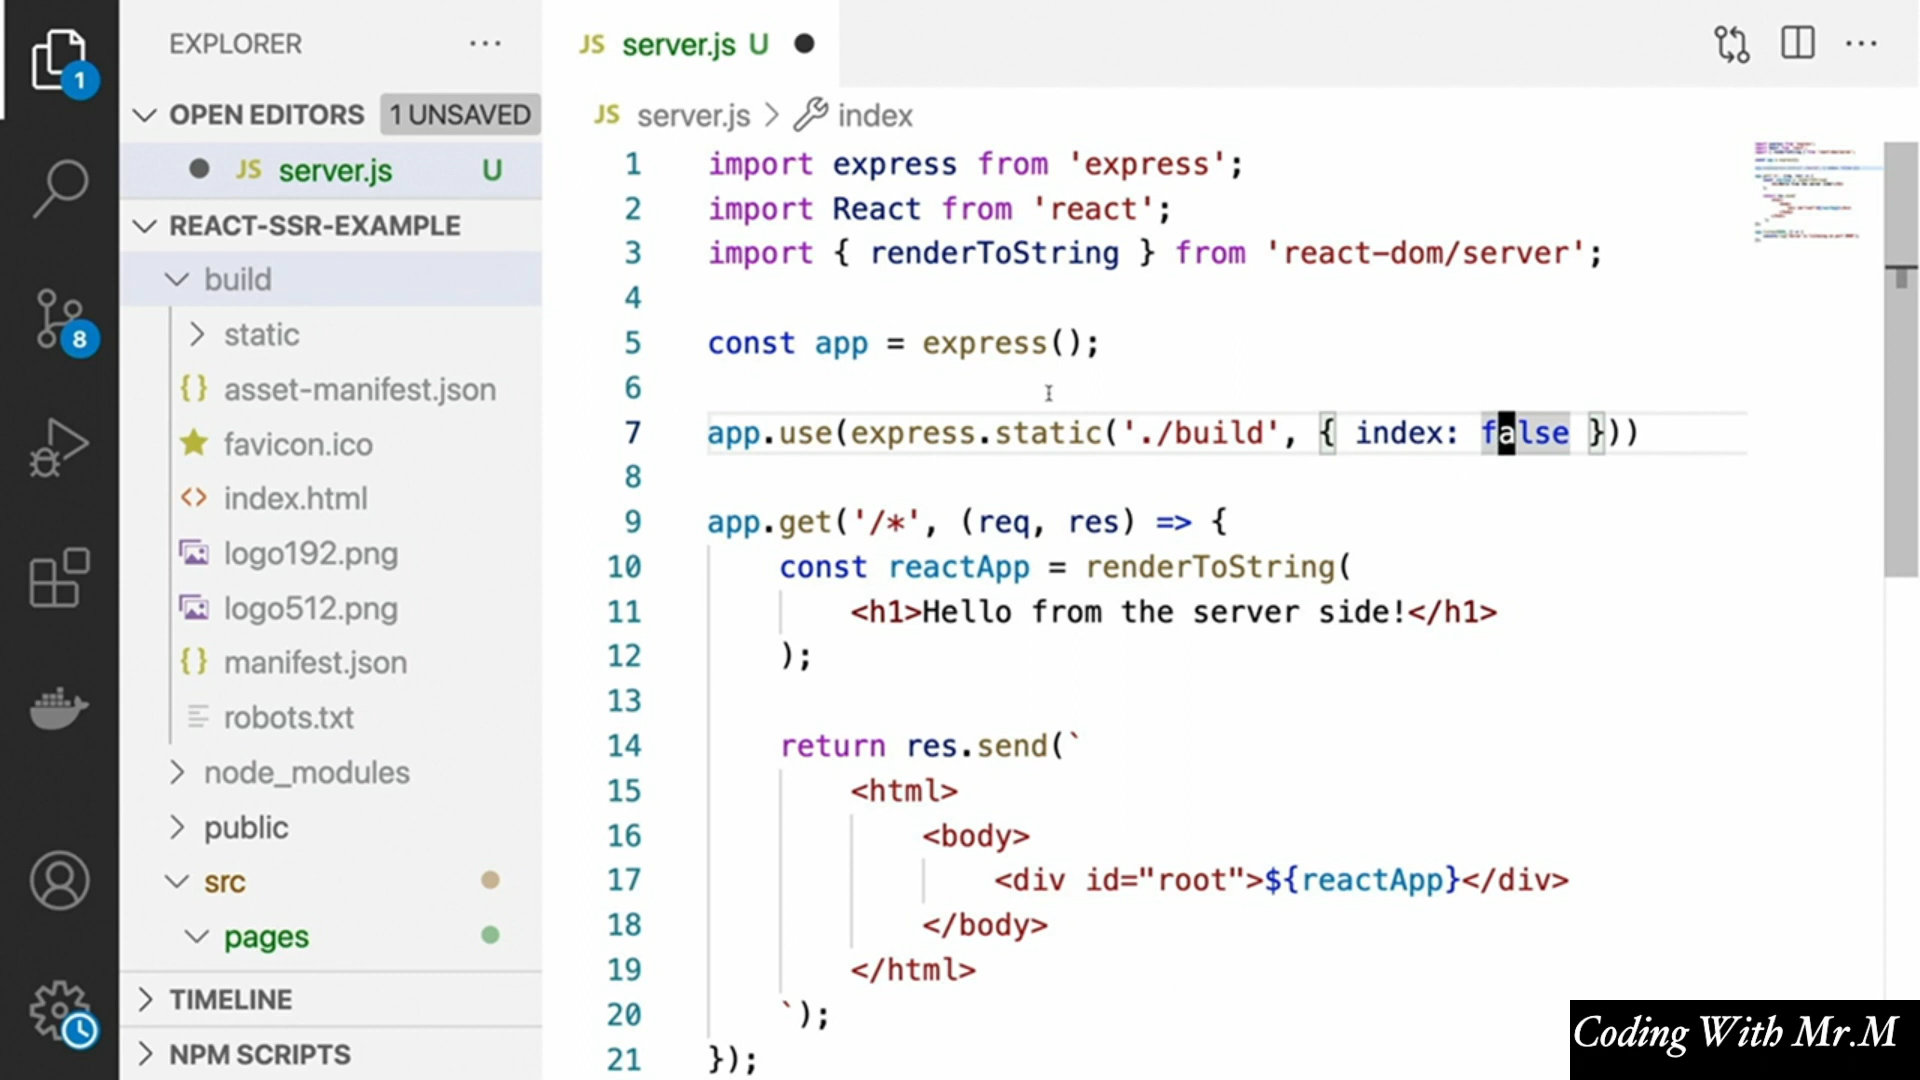 EXPLORER
OPEN EDITORS 1 UNSAVED
JS server.js U
REACT-SSR-EXAMPLE
build
static
{} asset-manifest.json
favicon.ico
<> index.html
logo192.png
logo512.png
{} manifest.json
robots.txt
node_modules
public
src
pages
TIMELINE
NPM SCRIPTS
1
8
JS server.js U
JS server.js > index
1 import express from 'express';
2 import React from 'react';
3 import { renderToString } from 'react-dom/server';
4
5 const app = express();
6
7 app.use(express.static('./build', { index: false }))
8
9 app.get('/*', (req, res) => {
10 const reactApp = renderToString(
11 <h1>Hello from the server side!</h1>
12 );
13
14 return res.send(`
15 <html>
16 <body>
17 <div id="root">${reactApp}</div>
18 </body>
19 </html>
20 `);
21 });
Coding With Mr.M